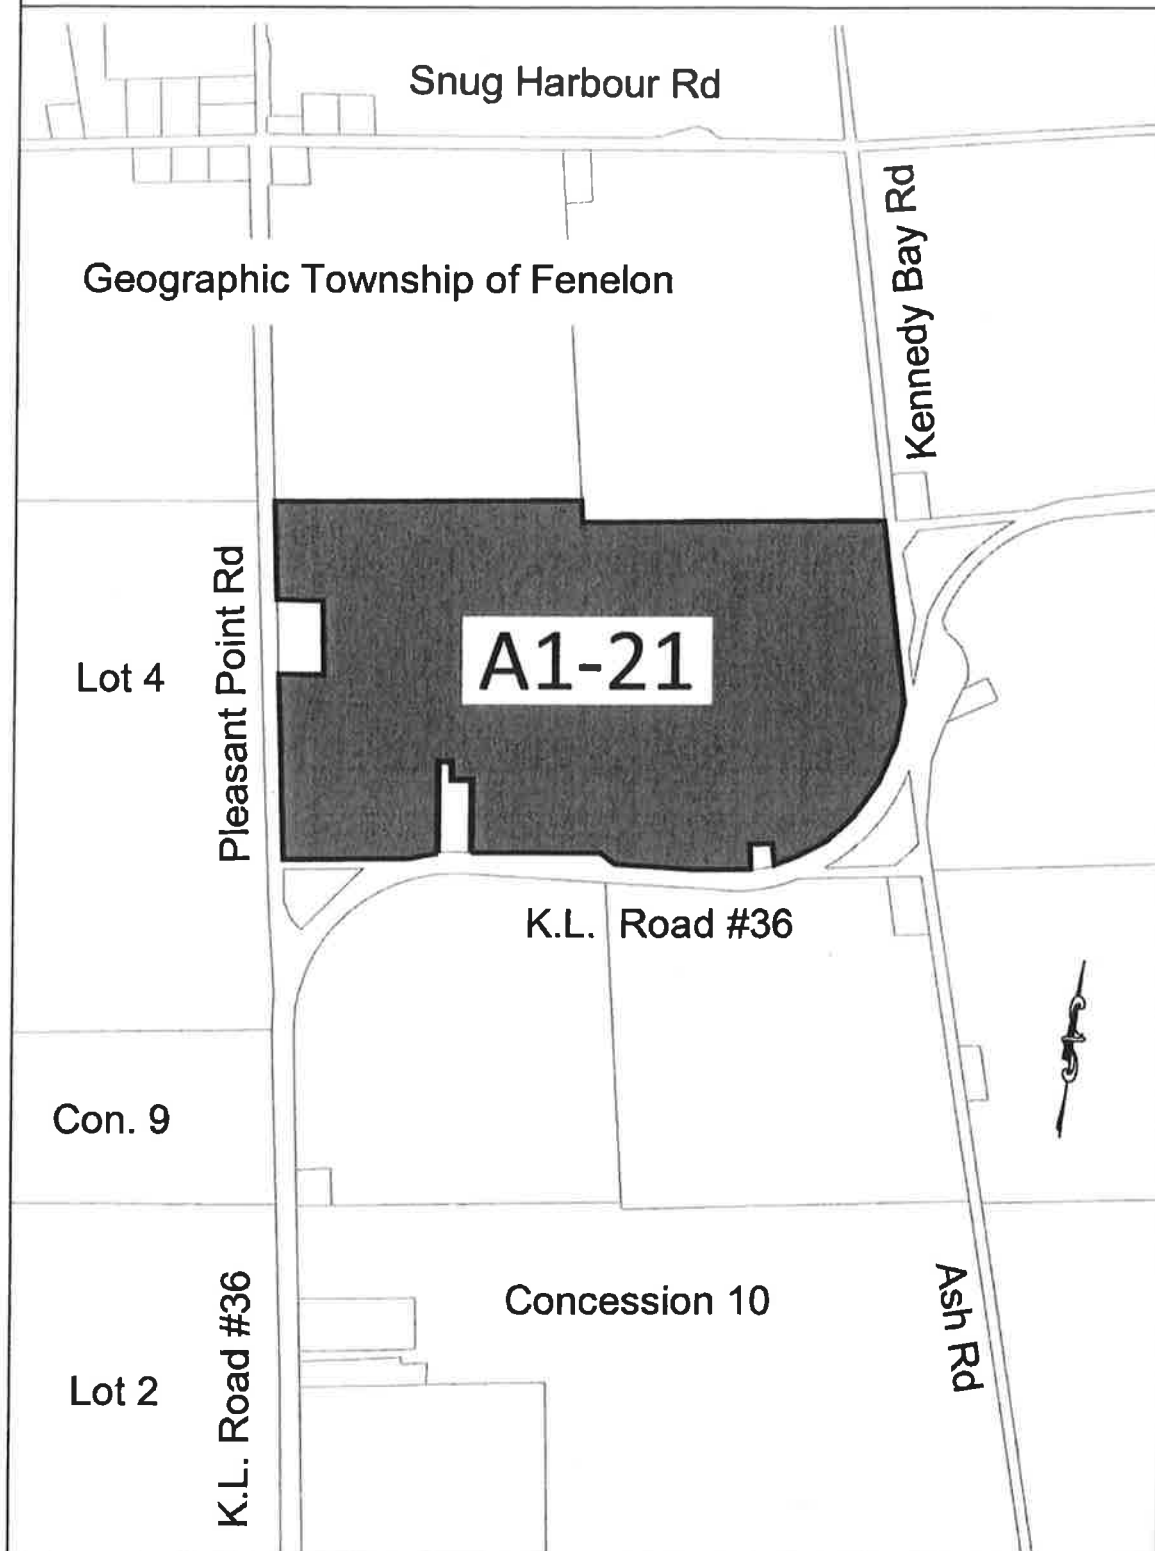 Snug Harbour Rd
Kennedy Bay Rd
Geographic Township of Fenelon
Pleasant Point Rd
A1-21
Lot 4
K.L. Road #36
Con. 9
Concession 10
Ash Rd
K.L. Road #36
Lot 2